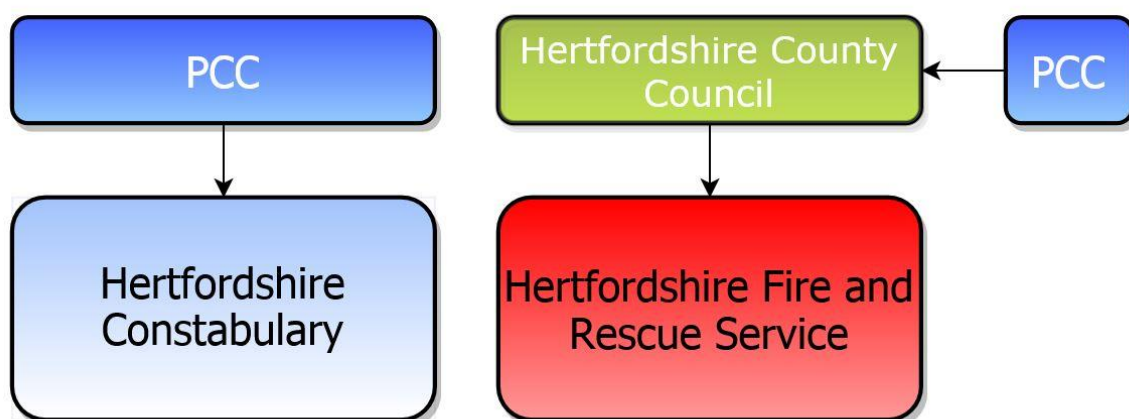 PCC
Hertfordshire County
Council
PCC
Hertfordshire
Constabulary
Hertfordshire Fire and
Rescue Service